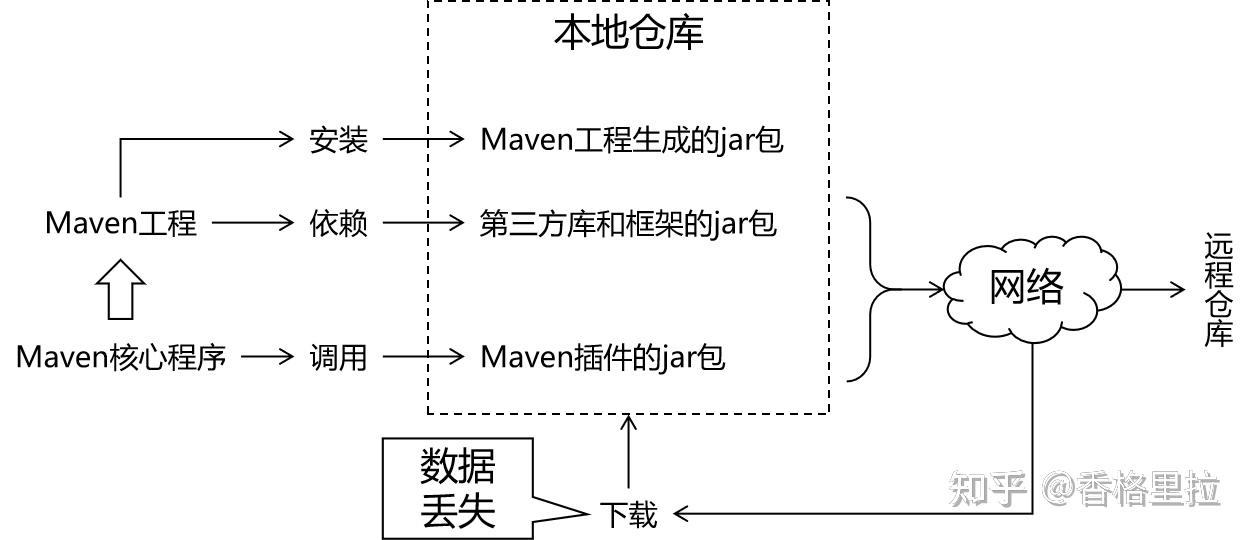 本地仓库
安装
Maven工程生成的jar包
Maven工程
依赖
第三方库和框架的jar包
网络
远程仓库
Maven核心程序
调用
Maven插件的jar包
数据
丢失
下载
知乎 @香格里拉